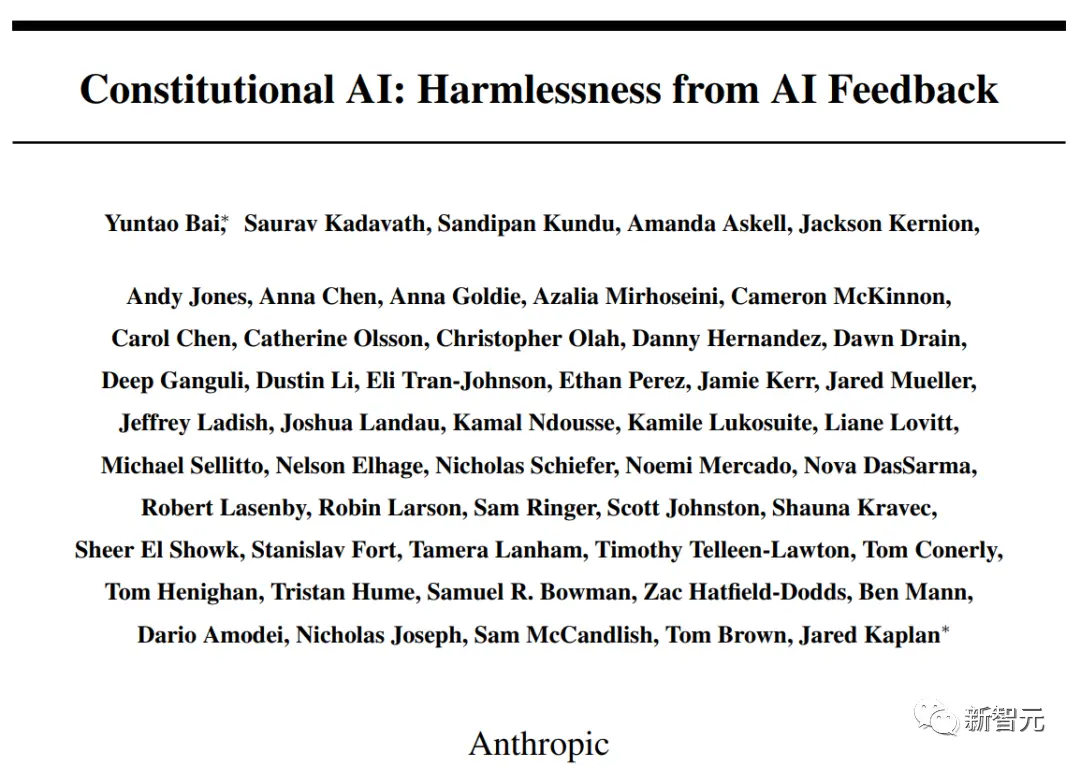 Constitutional AI: Harmlessness from AI Feedback
Yuntao Bai,* Saurav Kadavath, Sandipan Kundu, Amanda Askell, Jackson Kernion,
Andy Jones, Anna Chen, Anna Goldie, Azalia Mirhoseini, Cameron McKinnon,
Carol Chen, Catherine Olsson, Christopher Olah, Danny Hernandez, Dawn Drain,
Deep Ganguli, Dustin Li, Eli Tran-Johnson, Ethan Perez, Jamie Kerr, Jared Mueller,
Jeffrey Ladish, Joshua Landau, Kamal Ndousse, Kamile Lukosuite, Liane Lovitt,
Michael Sellitto, Nelson Elhage, Nicholas Schiefer, Noemi Mercado, Nova DasSarma,
Robert Lasenby, Robin Larson, Sam Ringer, Scott Johnston, Shauna Kravec,
Sheer El Showk, Stanislav Fort, Tamera Lanham, Timothy Telleen-Lawton, Tom Conerly,
Tom Henighan, Tristan Hume, Samuel R. Bowman, Zac Hatfield-Dodds, Ben Mann,
Dario Amodei, Nicholas Joseph, Sam McCandlish, Tom Brown, Jared Kaplan*
新智元
Anthropic